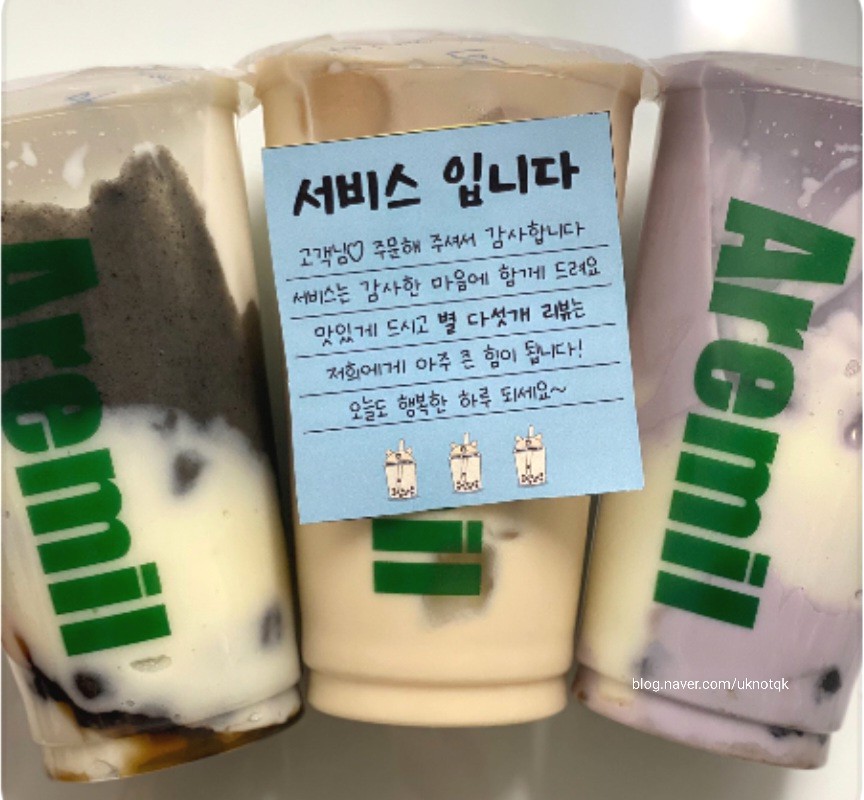 서비스 입니다
고객님♡ 주문해 주셔서 감사합니다
서비스는 감사한 마음에 함께 드려요
맛있게 드시고 별 다섯개 리뷰는
저희에게 아주 큰 힘이 됩니다!
오늘도 행복한 하루 되세요~
Aremil
il
Aremil
blog.naver.com/uknotqk